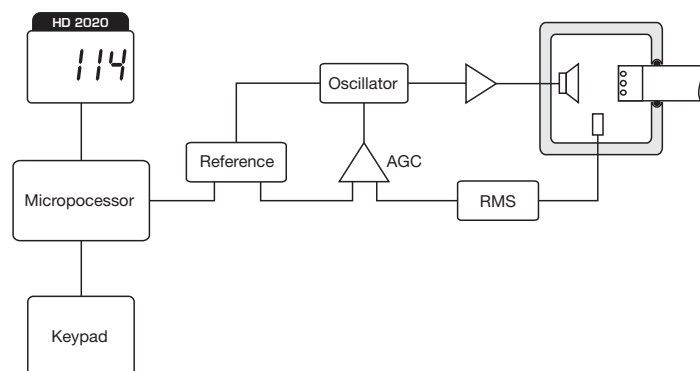 HD 2020
114
Oscillator
Reference
AGC
Micropocessor
RMS
Keypad